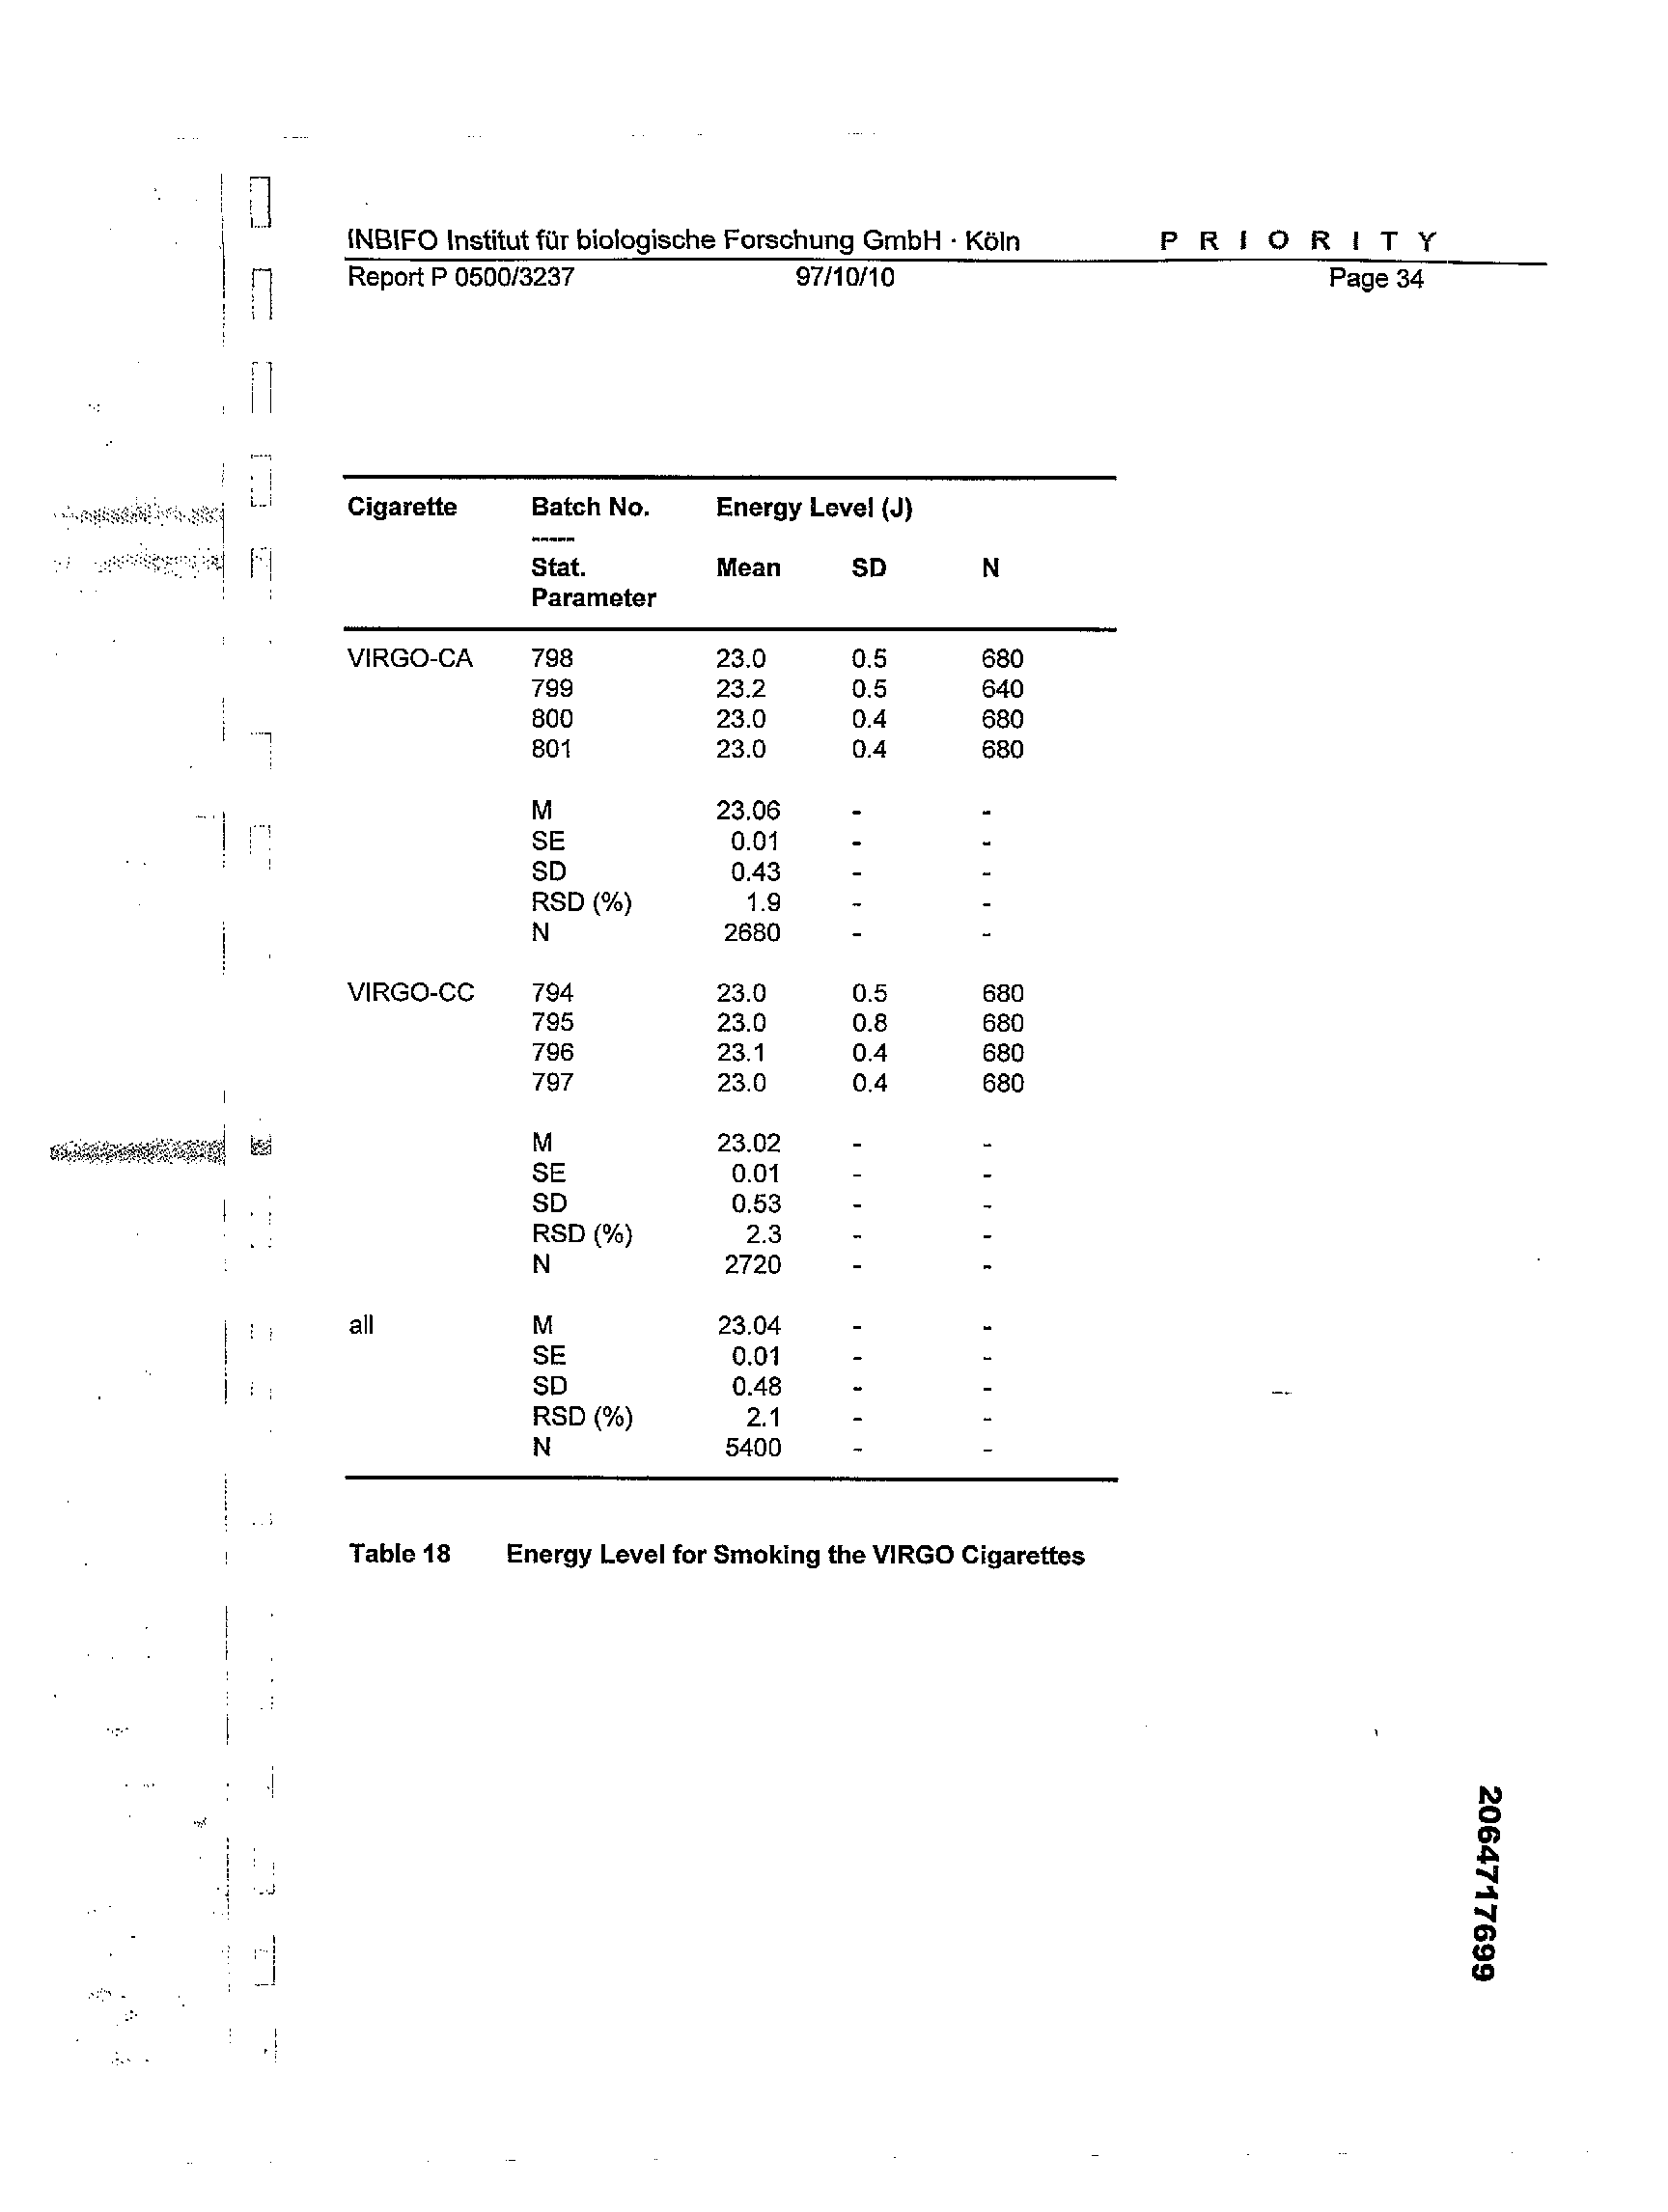 INBIFO Institut für biologische Forschung GmbH · Köln P R I O R I T Y
Report P 0500/3237 97/10/10 Page 34
Cigarette Batch No. Energy Level (J)
-----
Stat. Mean SD N
Parameter
VIRGO-CA 798 23.0 0.5 680
799 23.2 0.5 640
800 23.0 0.4 680
801 23.0 0.4 680
M 23.06 - -
SE 0.01 - -
SD 0.43 - -
RSD (%) 1.9 - -
N 2680 - -
VIRGO-CC 794 23.0 0.5 680
795 23.0 0.8 680
796 23.1 0.4 680
797 23.0 0.4 680
M 23.02 - -
SE 0.01 - -
SD 0.53 - -
RSD (%) 2.3 - -
N 2720 - -
all M 23.04 - -
SE 0.01 - -
SD 0.48 - -
RSD (%) 2.1 - -
N 5400 - -
Table 18 Energy Level for Smoking the VIRGO Cigarettes
2064717699